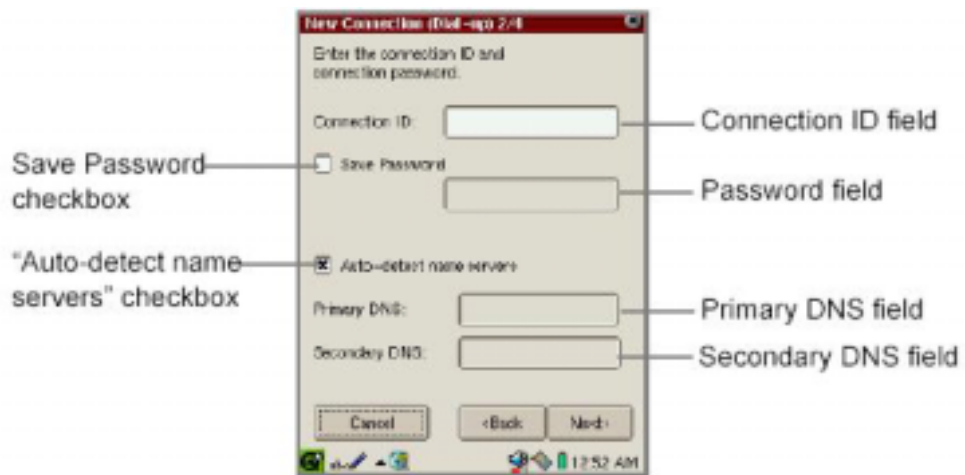 New Connection (Dial-up) 2/4
Enter the connection ID and
connection password.
Connection ID:
Connection ID field
Save Password
checkbox
Save Password
Password field
"Auto-detect name
servers" checkbox
Auto-detect name servers
Primary DNS:
Primary DNS field
Secondary DNS:
Secondary DNS field
Cancel
<Back
Next>
12:52 AM